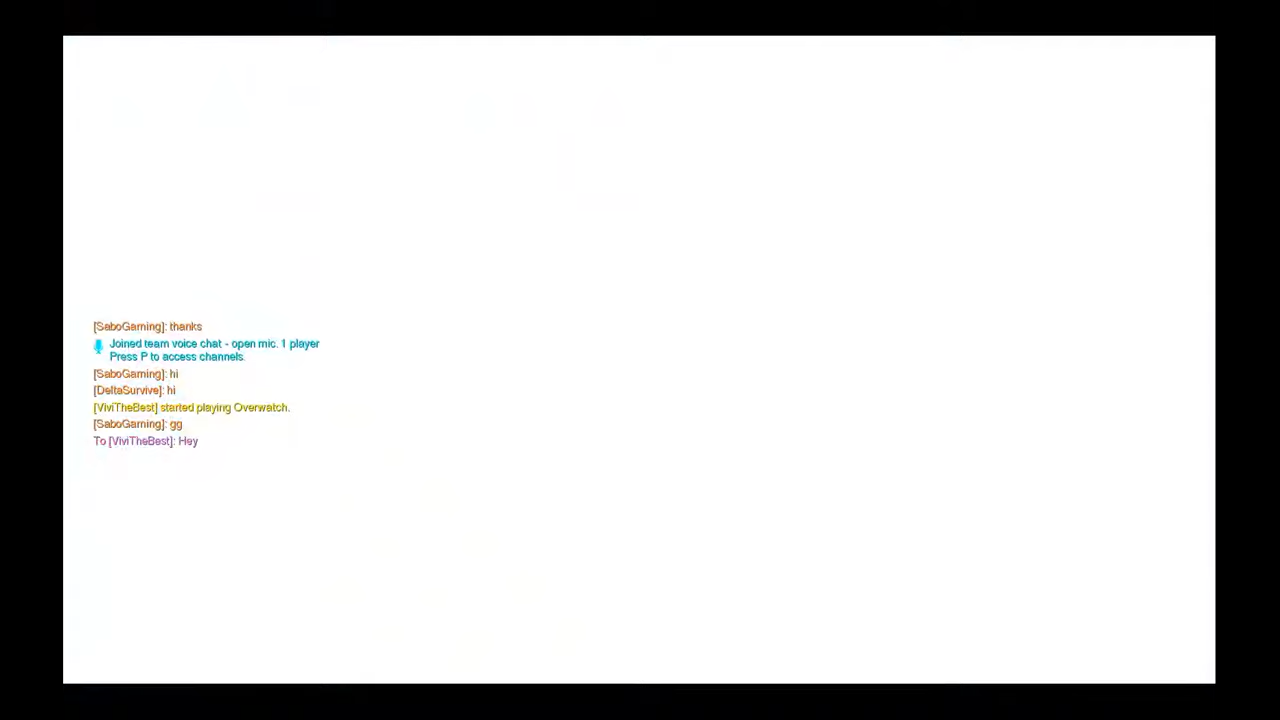 [SaboGaming]: thanks
Joined team voice chat - open mic. 1 player
Press P to access channels.
[SaboGaming]: hi
[DeltaSurvive]: hi
[ViviTheBest] started playing Overwatch.
[SaboGaming]: gg
To [ViviTheBest]: Hey